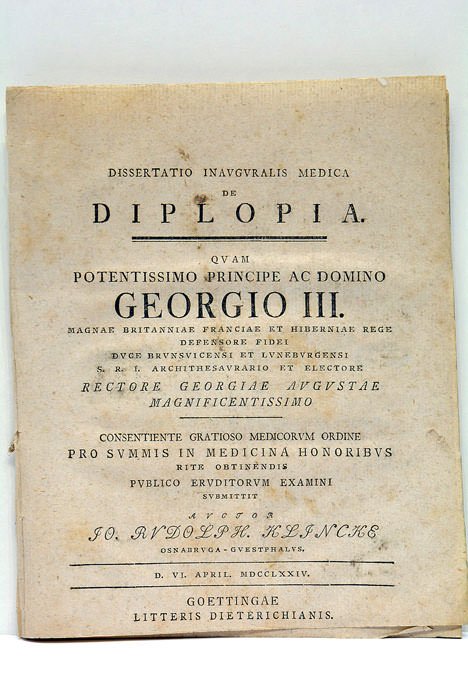 DISSERTATIO INAVGVRALIS MEDICA
DE
DIPLOPIA.
QVAM
POTENTISSIMO PRINCIPE AC DOMINO
GEORGIO III.
MAGNAE BRITANNIAE FRANCIAE ET HIBERNIAE REGE
DEFENSORE FIDEI
DVCE BRVNSVICENSI ET LVNEBVRGENSI
S. R. I. ARCHITHESAVRARIO ET ELECTORE
RECTORE GEORGIAE AVGVSTAE
MAGNIFICENTISSIMO
CONSENTIENTE GRATIOSO MEDICORVM ORDINE
PRO SVMMIS IN MEDICINA HONORIBVS
RITE OBTINENDIS
PVBLICO ERVDITORVM EXAMINI
SVBMITTIT
AVCTOR
IO. RVDOLPH. KLINCKE
OSNABRVGA-GVESTPHALVS.
D. VI. APRIL. MDCCLXXIV.
GOETTINGAE
LITTERIS DIETERICHIANIS.